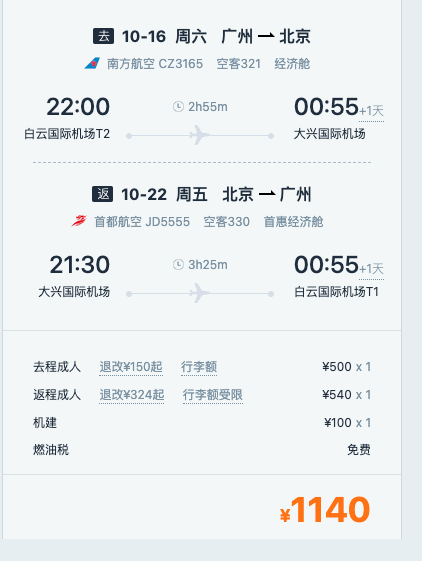 去 10-16 周六 广州 → 北京
南方航空 CZ3165 空客321 经济舱
22:00 2h55m 00:55+1天
白云国际机场T2 大兴国际机场
返 10-22 周五 北京 → 广州
首都航空 JD5555 空客330 首惠经济舱
21:30 3h25m 00:55+1天
大兴国际机场 白云国际机场T1
去程成人 退改¥150起 行李额 ¥500 x 1
返程成人 退改¥324起 行李额受限 ¥540 x 1
机建 ¥100 x 1
燃油税 免费
¥1140